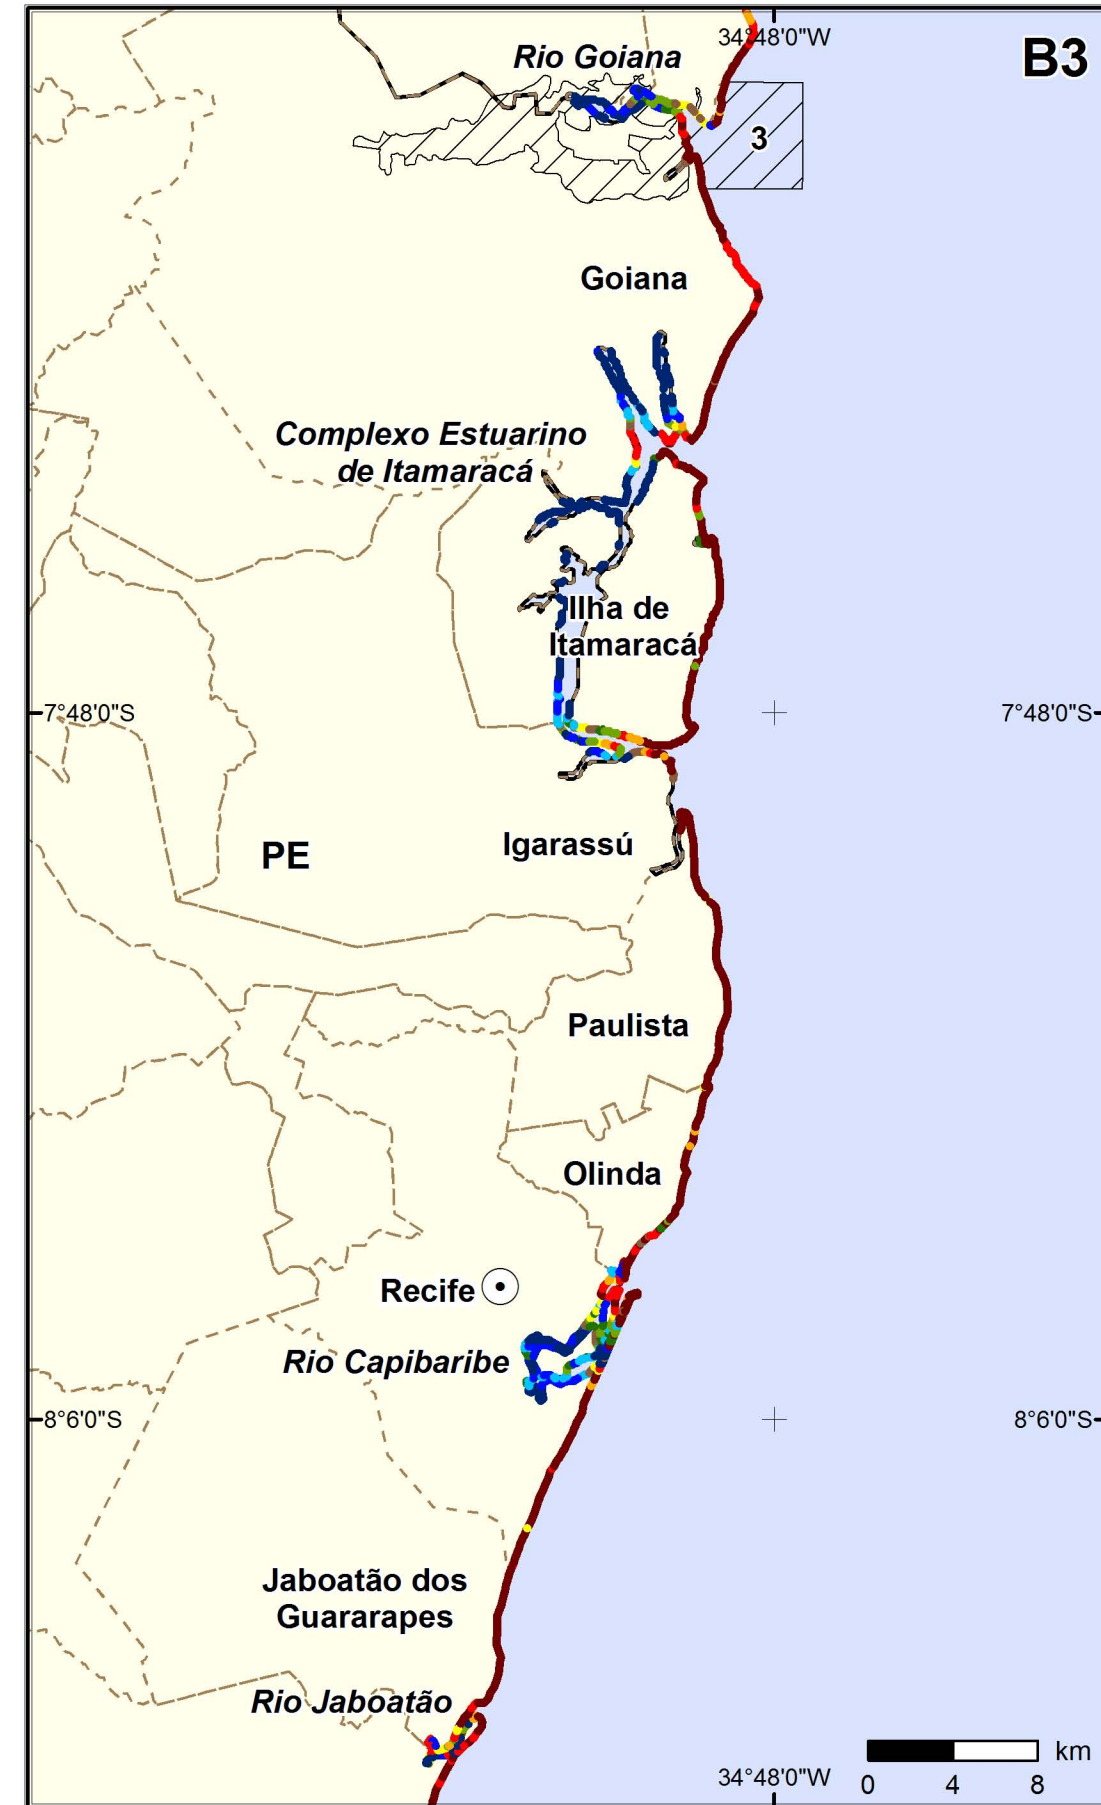 34°48'0"W
B3
Rio Goiana
3
Goiana
Complexo Estuarino
de Itamaracá
Ilha de
Itamaracá
7°48'0"S
7°48'0"S
Igarassú
PE
Paulista
Olinda
Recife
Rio Capibaribe
8°6'0"S
8°6'0"S
Jaboatão dos
Guararapes
Rio Jaboatão
km
34°48'0"W
0 4 8